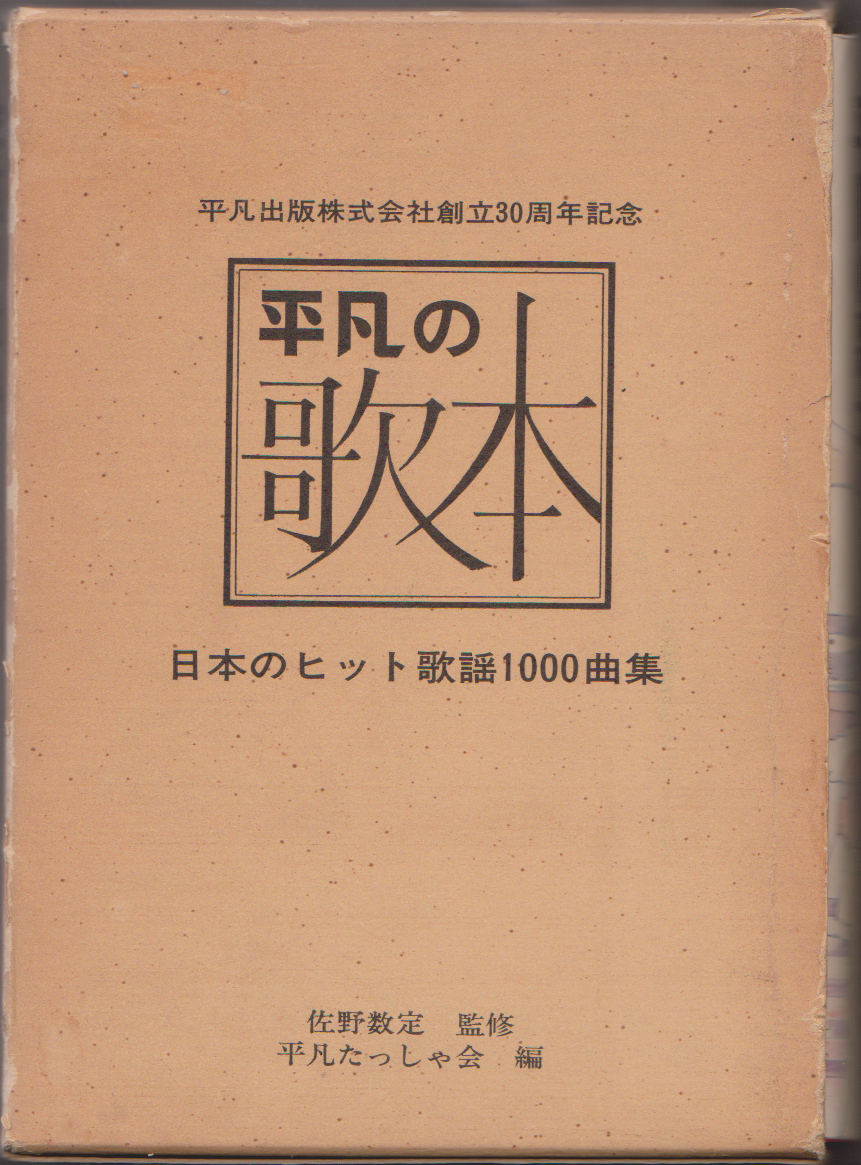 平凡出版株式会社創立30周年記念
平凡の
歌本
日本のヒット歌謡1000曲集
佐野数定　監修
平凡たっしゃ会　編